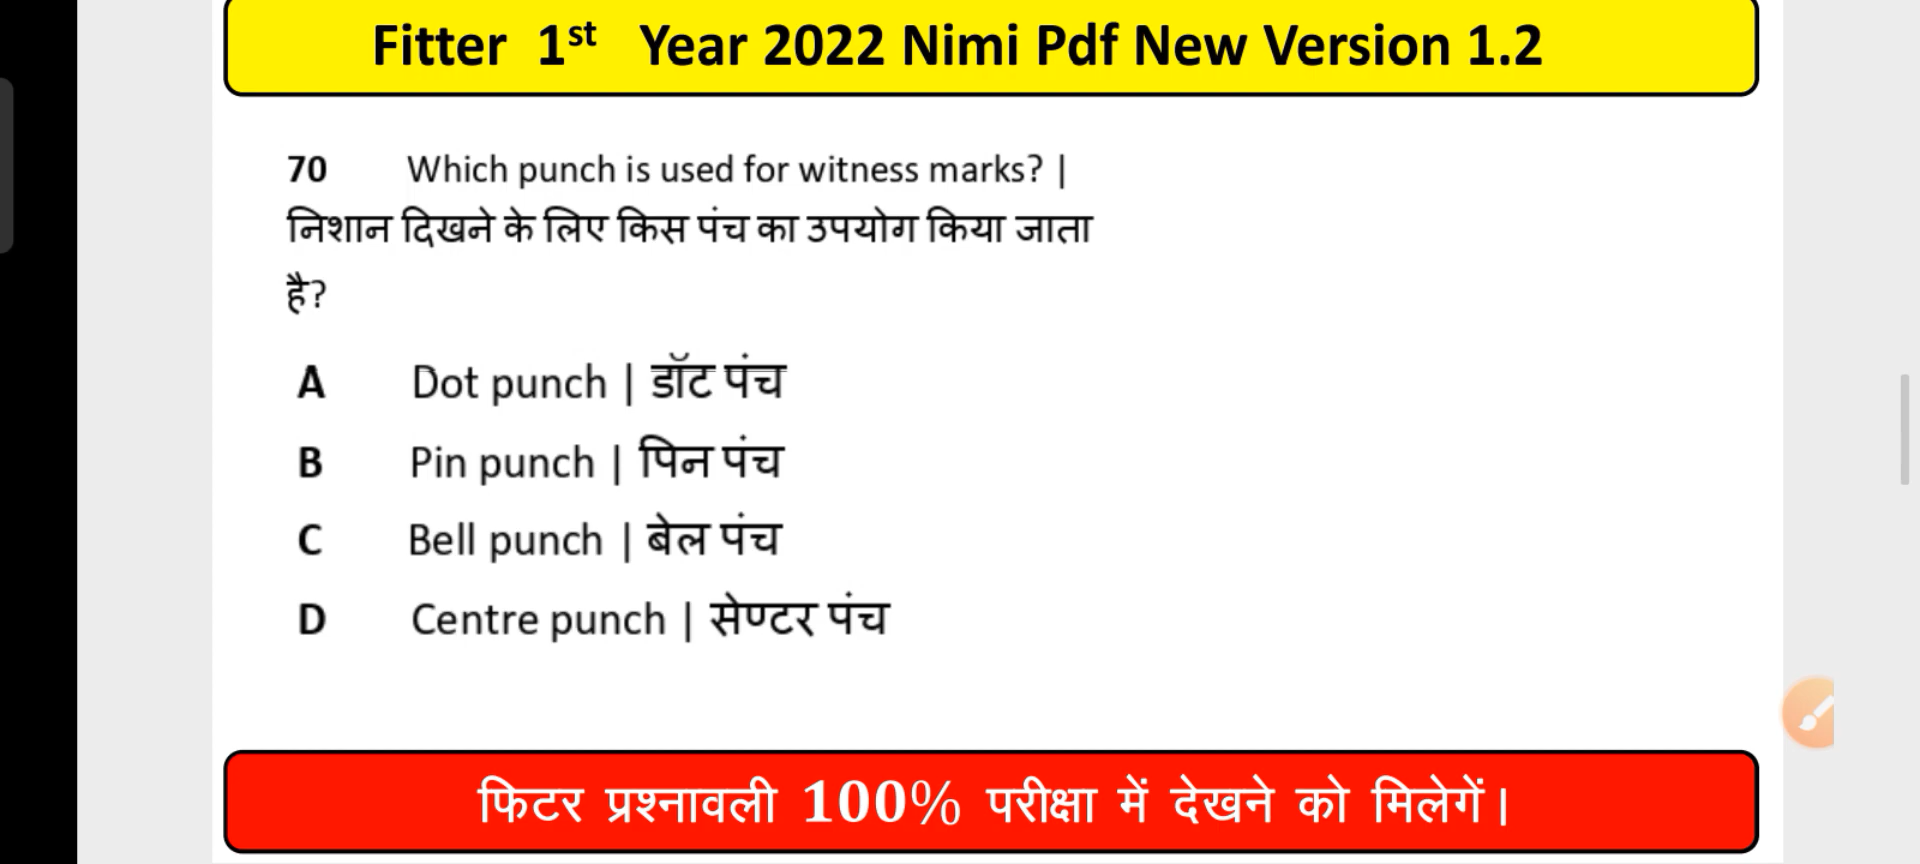 Fitter 1st Year 2022 Nimi Pdf New Version 1.2
70 Which punch is used for witness marks? |
निशान दिखने के लिए किस पंच का उपयोग किया जाता
है?
A Dot punch | डॉट पंच
B Pin punch | पिन पंच
C Bell punch | बेल पंच
D Centre punch | सेण्टर पंच
फिटर प्रश्नावली 100% परीक्षा में देखने को मिलेगें।